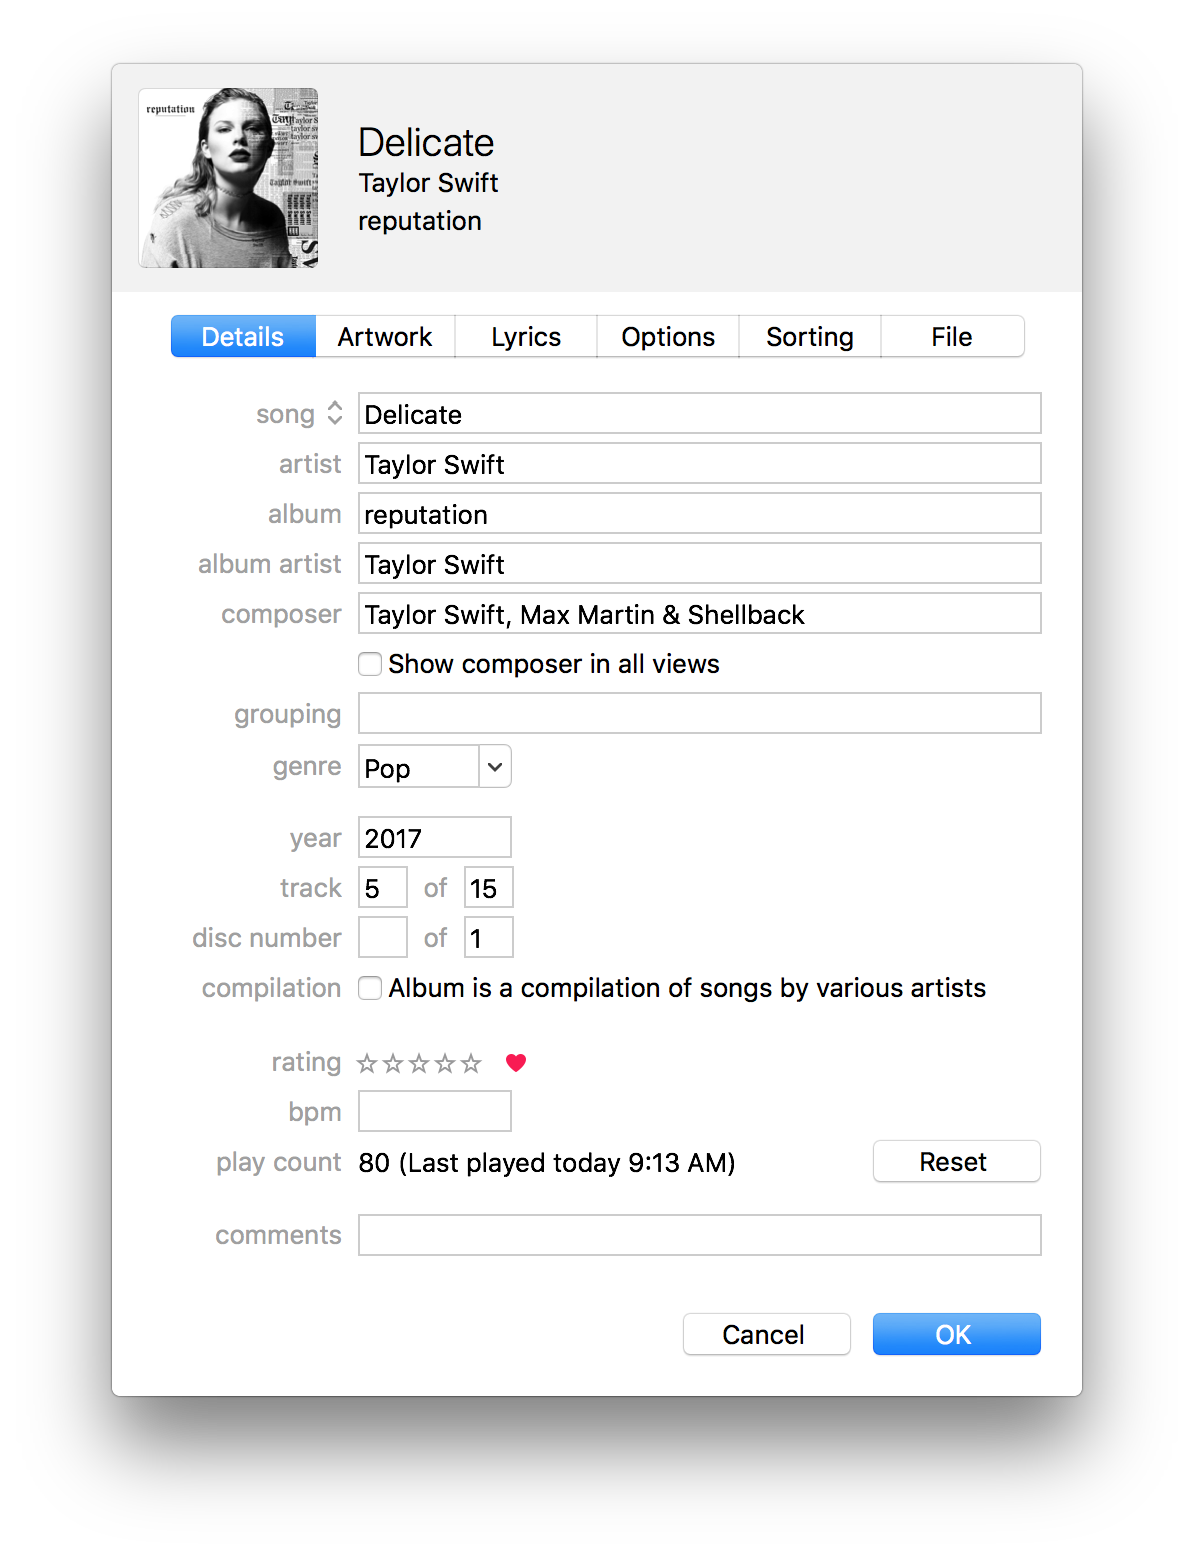 reputation
Delicate
Taylor Swift
reputation
Details Artwork Lyrics Options Sorting File
song Delicate
artist Taylor Swift
album reputation
album artist Taylor Swift
composer Taylor Swift, Max Martin & Shellback
Show composer in all views
grouping
genre Pop
year 2017
track 5 of 15
disc number of 1
compilation Album is a compilation of songs by various artists
rating ☆☆☆☆☆ ♥
bpm
play count 80 (Last played today 9:13 AM) Reset
comments
Cancel OK